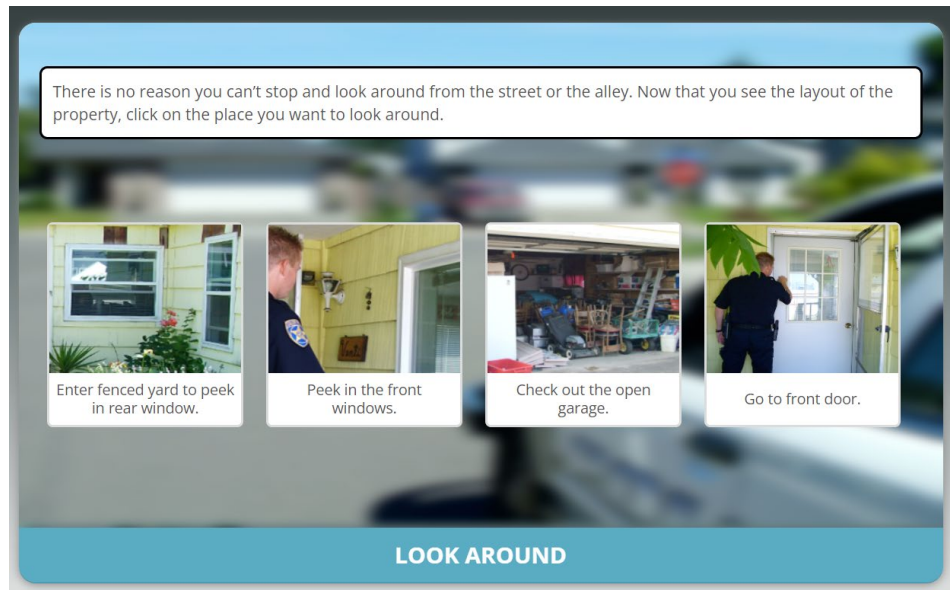 There is no reason you can’t stop and look around from the street or the alley. Now that you see the layout of the
property, click on the place you want to look around.
Enter fenced yard to peek
in rear window.
Peek in the front
windows.
Check out the open
garage.
Go to front door.
LOOK AROUND